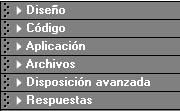 Diseño
Código
Aplicación
Archivos
Disposición avanzada
Respuestas